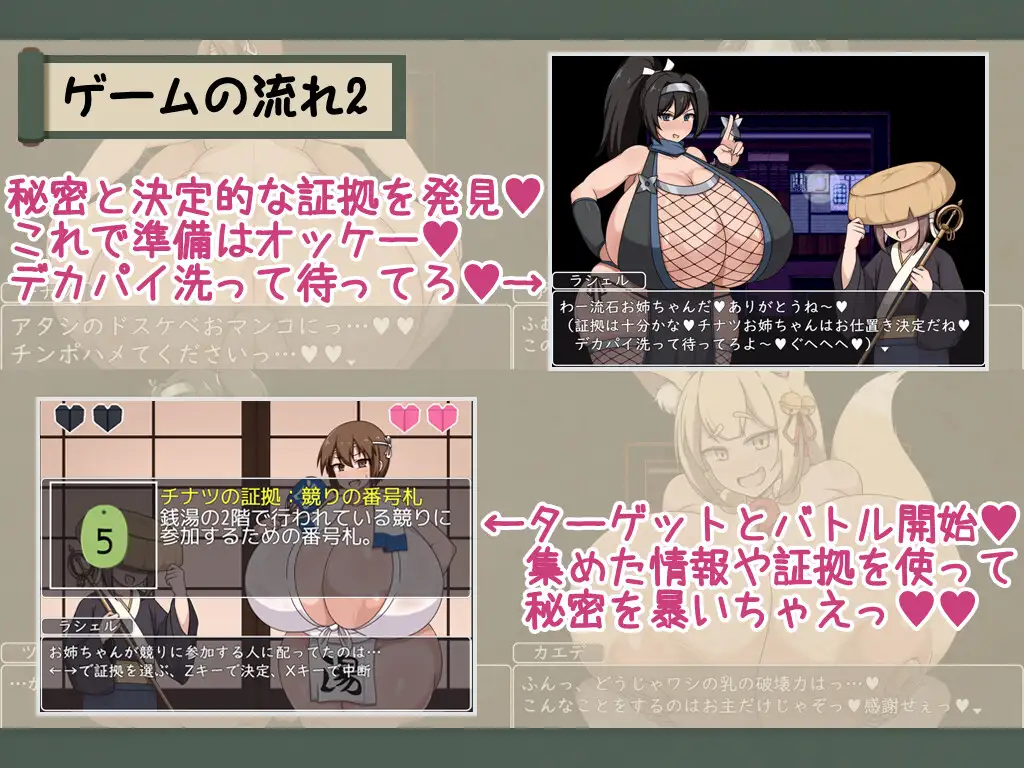 ゲームの流れ2
秘密と決定的な証拠を発見♥
これで準備はオッケー♥
デカパイ洗って待ってろ♥→
ラシェル
わー流石お姉ちゃんだ♥ありがとうね～♥
（証拠は十分かな♥チナツお姉ちゃんはお仕置き決定だね♥
デカパイ洗って待ってろよ～♥ぐへへへ♥）
アタシのドスケベおマンコにっ…♥♥
チンポハメてくださいっ…♥♥
チナツの証拠：競りの番号札
銭湯の2階で行われている競りに
参加するための番号札。
5
ラシェル
お姉ちゃんが競りに参加する人に配ってたのは…
←→で証拠を選ぶ、Zキーで決定、Xキーで中断
湯
←ターゲットとバトル開始♥
集めた情報や証拠を使って
秘密を暴いちゃえっ♥♥
カエデ
ふんっ、どうじゃワシの乳の破壊力はっ…♥
こんなことをするのはお主だけじゃぞっ♥感謝せぇっ♥